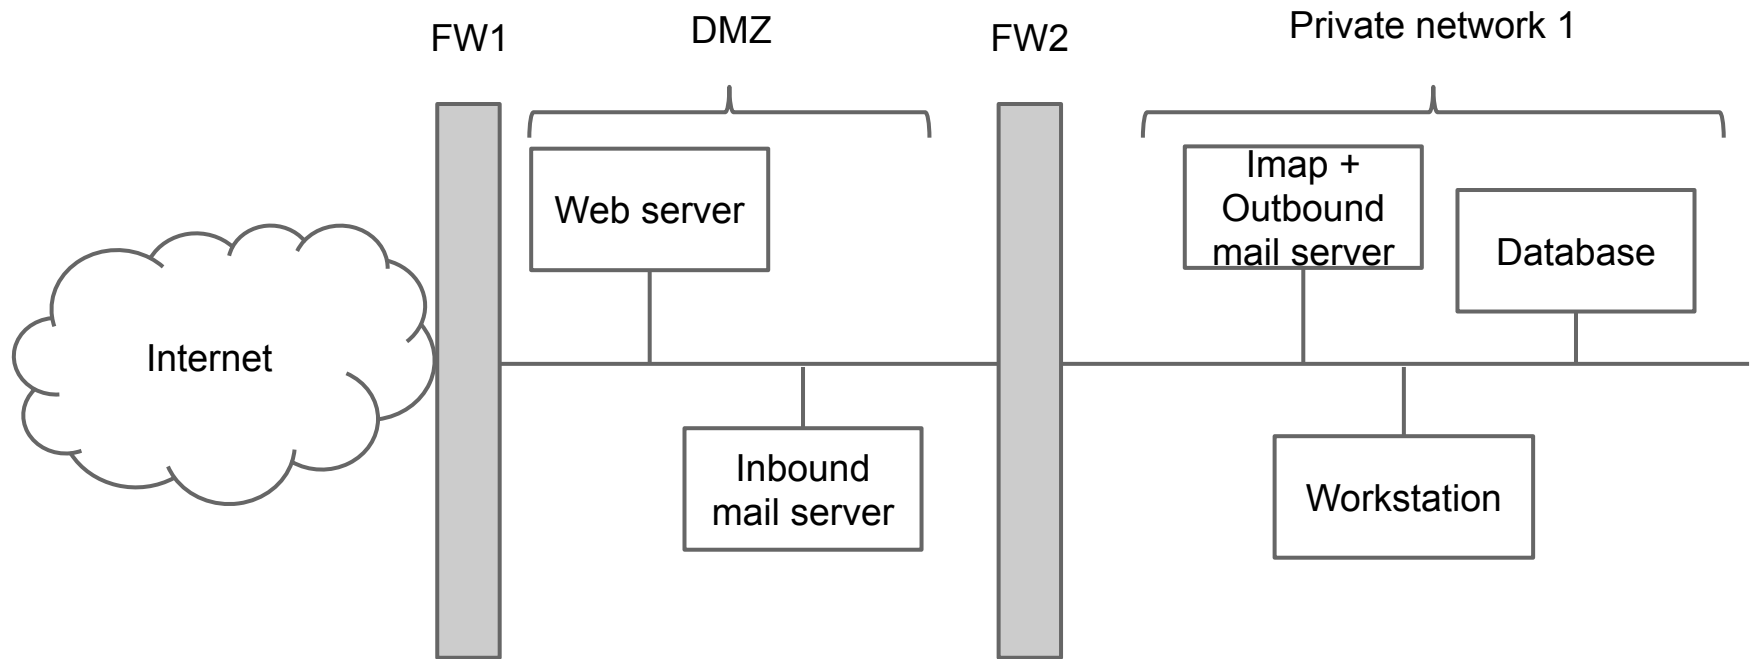 FW1
DMZ
FW2
Private network 1
Web server
Imap +
Outbound
mail server
Database
Internet
Inbound
mail server
Workstation